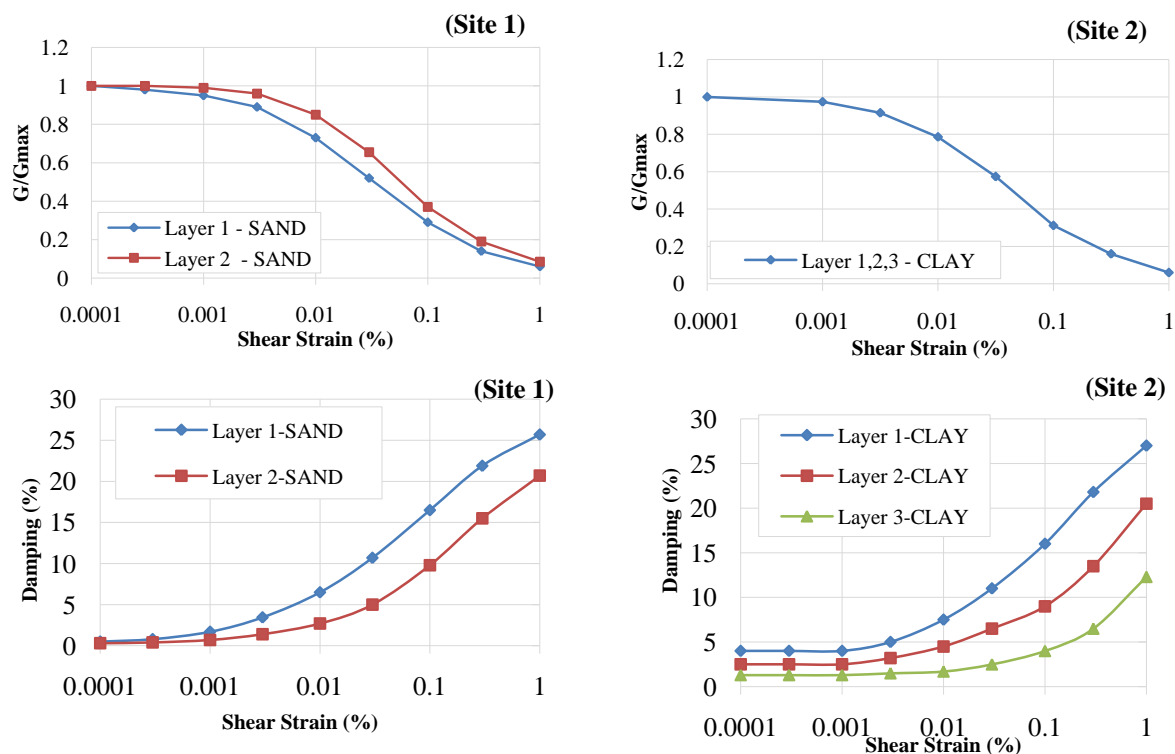 (Site 1)
1.2
1
0.8
0.6
0.4
0.2
0
G/Gmax
Layer 1 - SAND
Layer 2 - SAND
0.0001 0.001 0.01 0.1 1
Shear Strain (%)
(Site 2)
1.2
1
0.8
0.6
0.4
0.2
0
G/Gmax
Layer 1,2,3 - CLAY
0.0001 0.001 0.01 0.1 1
Shear Strain (%)
(Site 1)
30
25
20
15
10
5
0
Damping (%)
Layer 1-SAND
Layer 2-SAND
0.0001 0.001 0.01 0.1 1
Shear Strain (%)
(Site 2)
30
25
20
15
10
5
0
Damping (%)
Layer 1-CLAY
Layer 2-CLAY
Layer 3-CLAY
0.0001 0.001 0.01 0.1 1
Shear Strain (%)